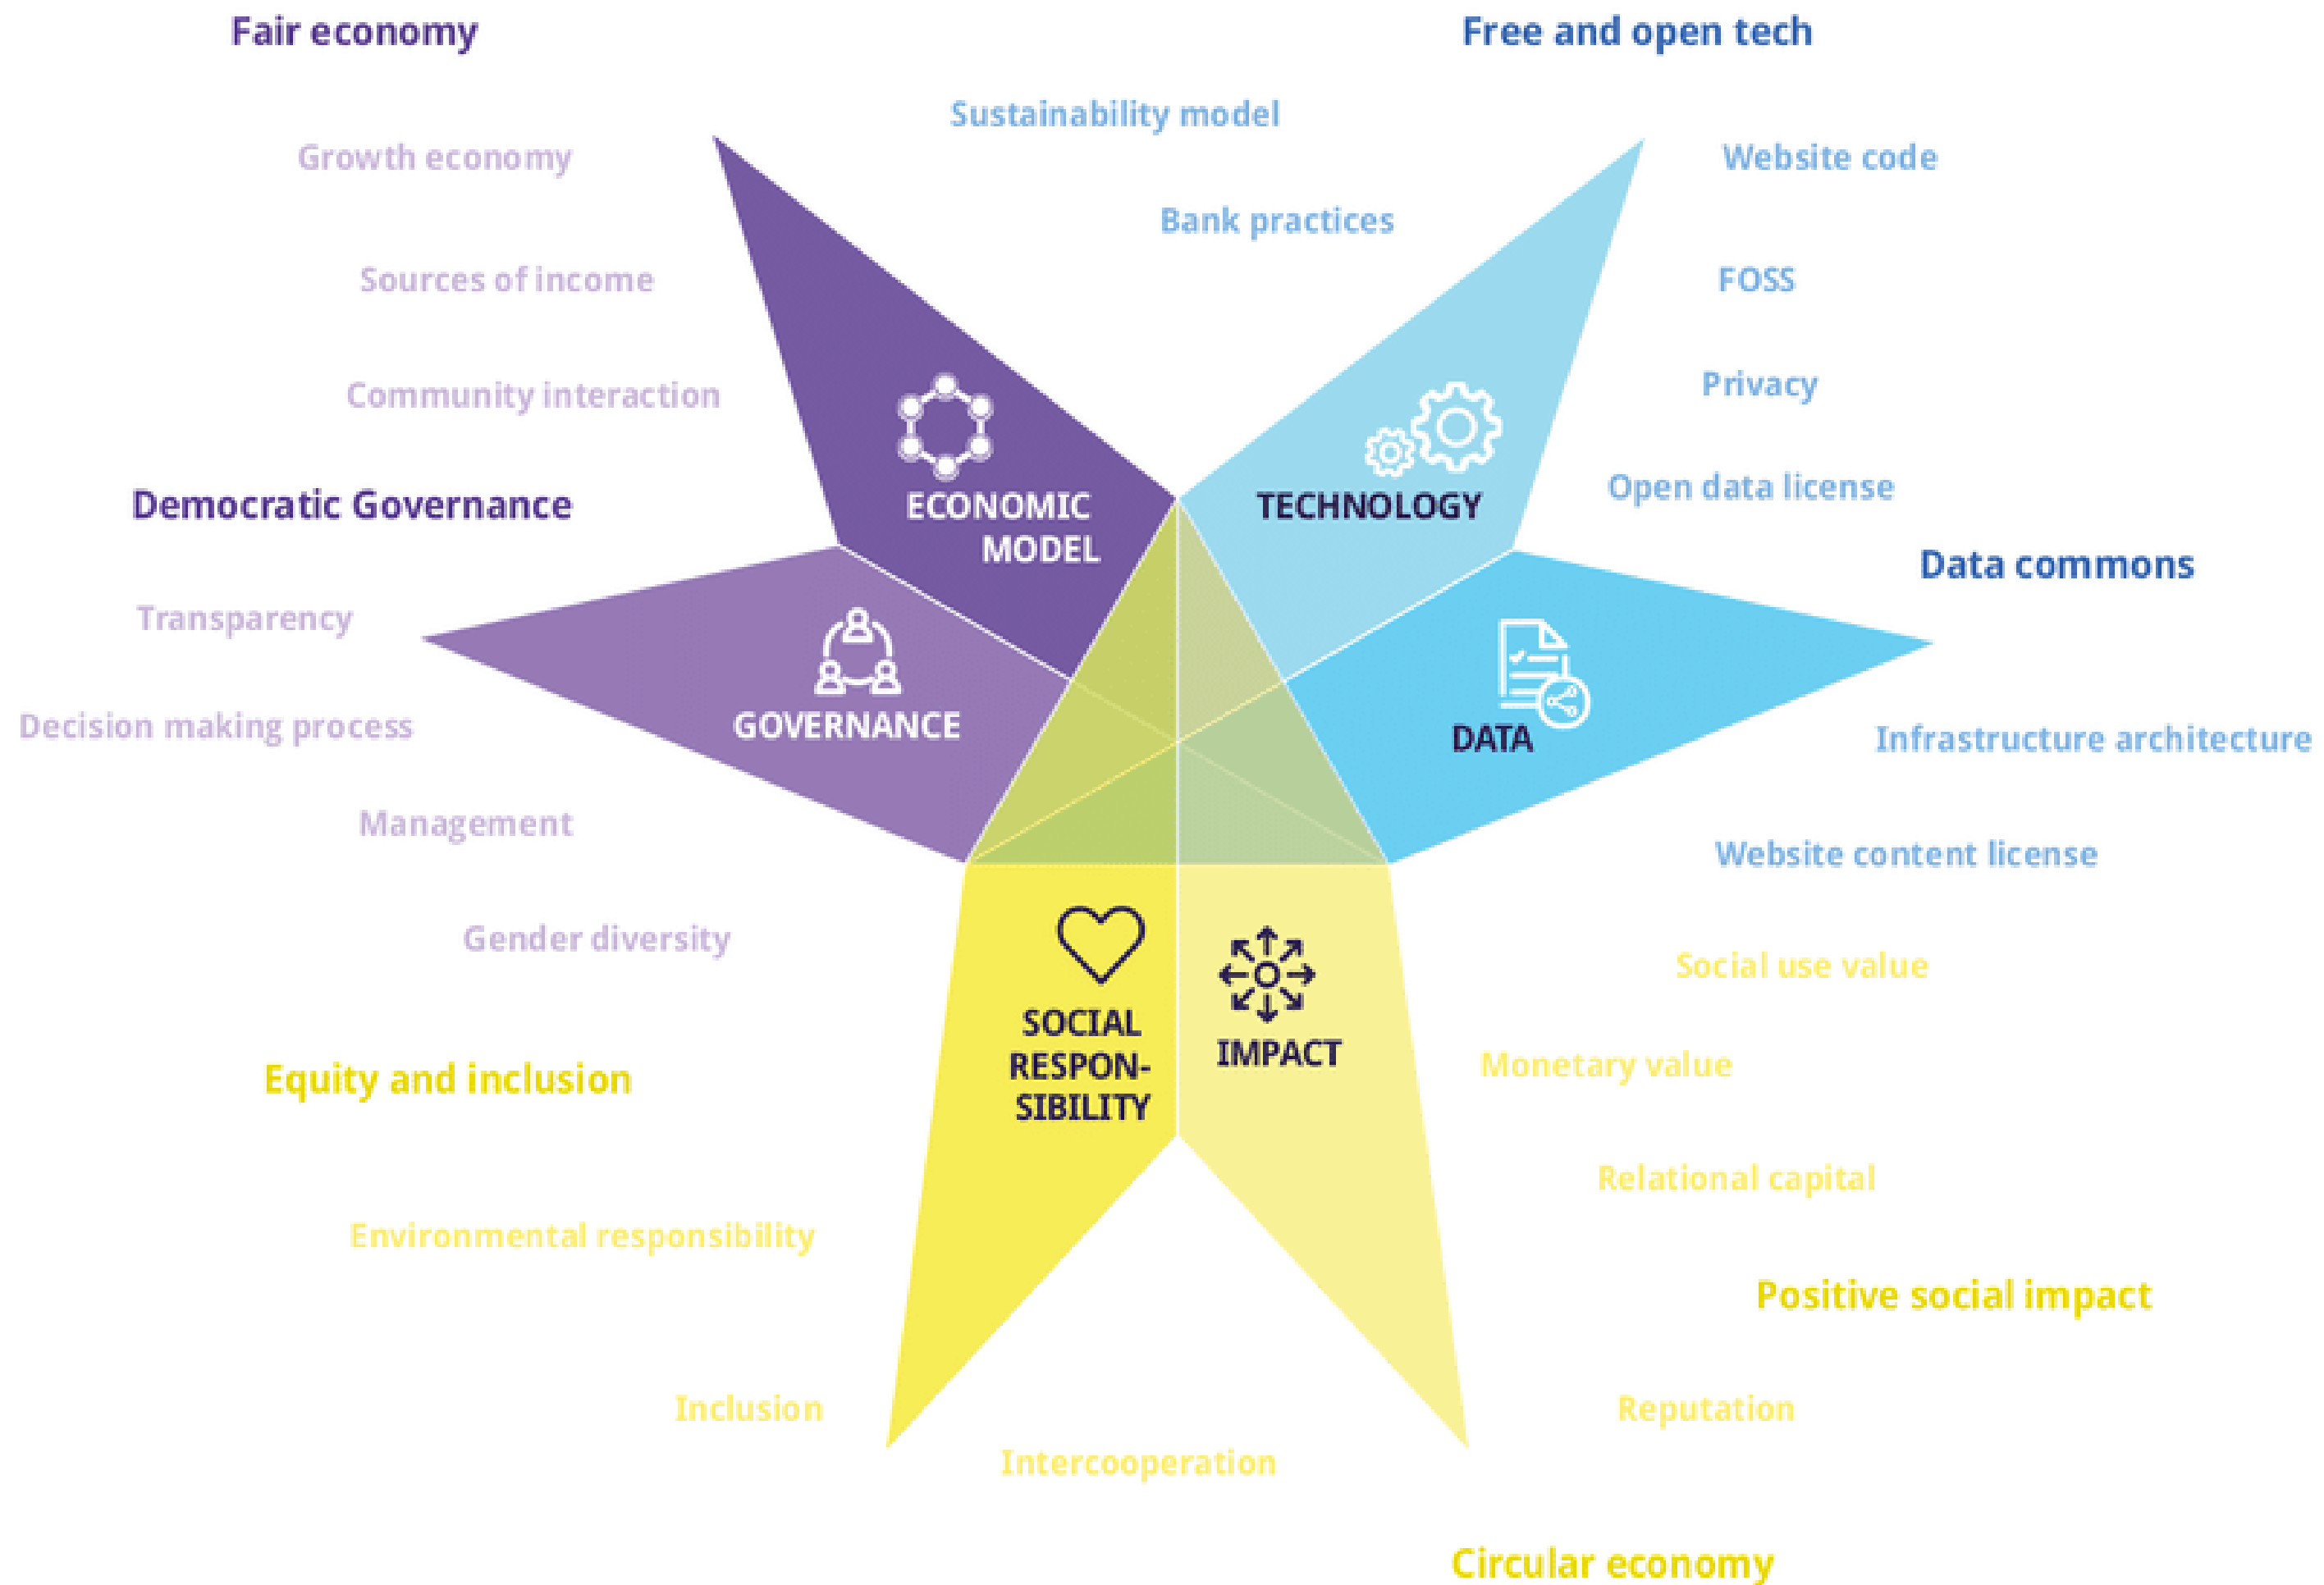 Fair economy
Free and open tech
Sustainability model
Growth economy
Website code
Bank practices
Sources of income
FOSS
Community interaction
Privacy
Open data license
Democratic Governance
ECONOMIC
MODEL
TECHNOLOGY
Data commons
Transparency
GOVERNANCE
DATA
Decision making process
Infrastructure architecture
Management
Website content license
Gender diversity
Social use value
SOCIAL
RESPON-
SIBILITY
IMPACT
Monetary value
Equity and inclusion
Relational capital
Environmental responsibility
Positive social impact
Inclusion
Reputation
Intercooperation
Circular economy